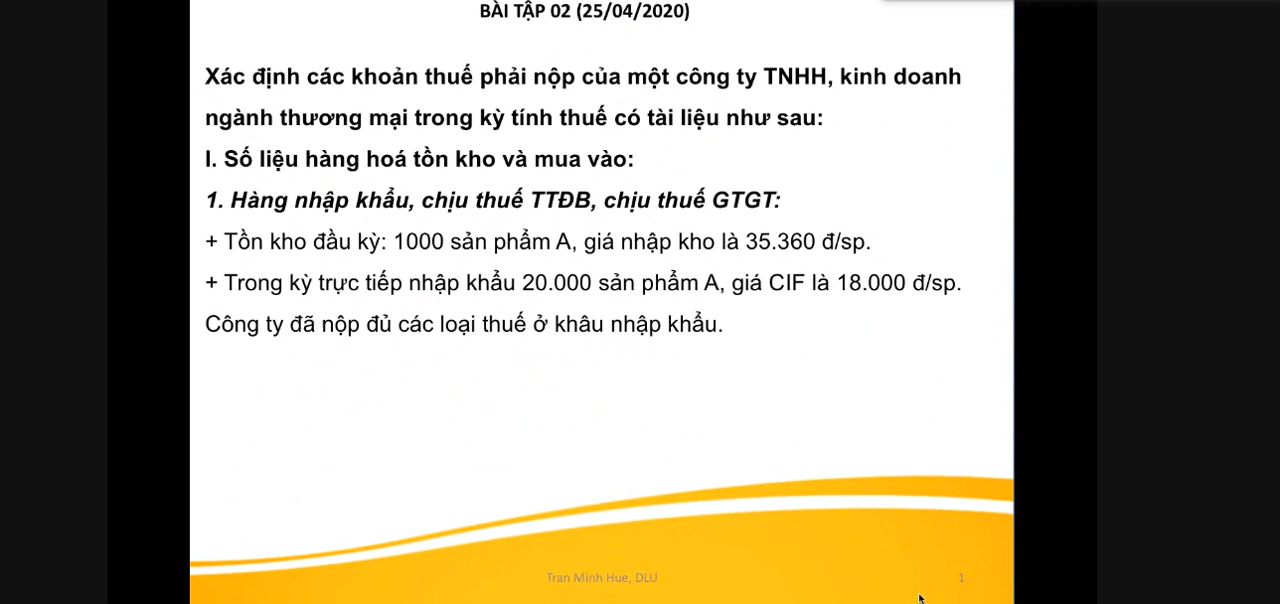 BÀI TẬP 02 (25/04/2020)
Xác định các khoản thuế phải nộp của một công ty TNHH, kinh doanh
ngành thương mại trong kỳ tính thuế có tài liệu như sau:
I. Số liệu hàng hoá tồn kho và mua vào:
1. Hàng nhập khẩu, chịu thuế TTĐB, chịu thuế GTGT:
+ Tồn kho đầu kỳ: 1000 sản phẩm A, giá nhập kho là 35.360 đ/sp.
+ Trong kỳ trực tiếp nhập khẩu 20.000 sản phẩm A, giá CIF là 18.000 đ/sp.
Công ty đã nộp đủ các loại thuế ở khâu nhập khẩu.
Tran Minh Hue, DLU
1